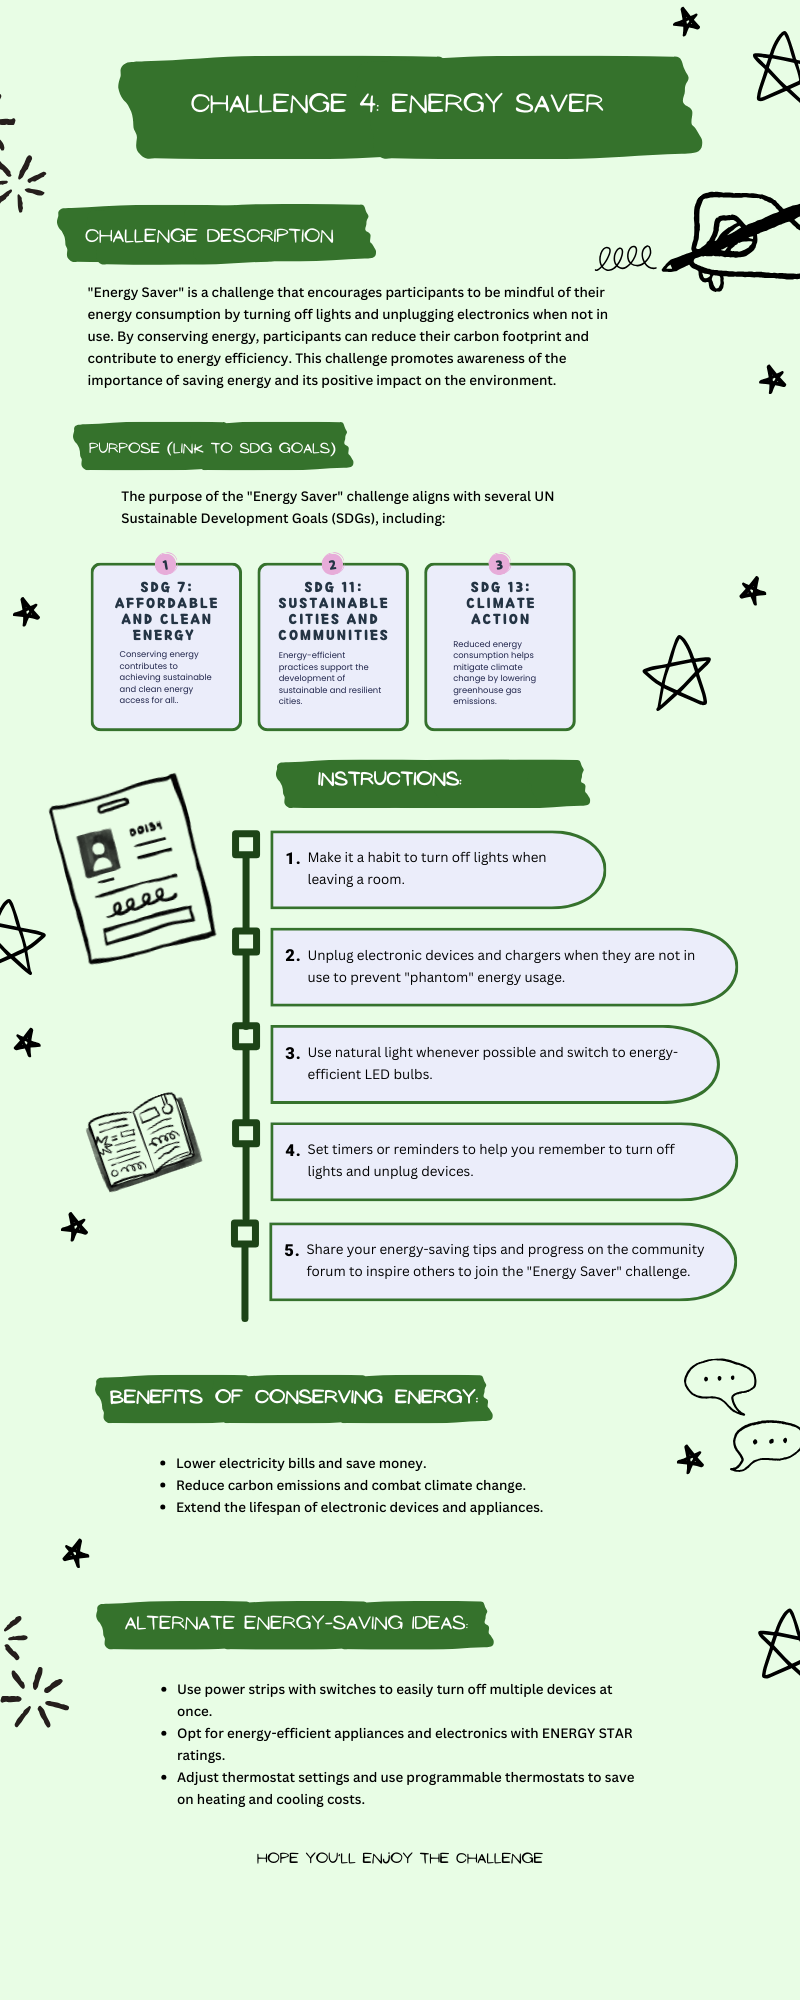 CHALLENGE 4: ENERGY SAVER
CHALLENGE DESCRIPTION
"Energy Saver" is a challenge that encourages participants to be mindful of their
energy consumption by turning off lights and unplugging electronics when not in
use. By conserving energy, participants can reduce their carbon footprint and
contribute to energy efficiency. This challenge promotes awareness of the
importance of saving energy and its positive impact on the environment.
PURPOSE (LINK TO SDG GOALS)
The purpose of the "Energy Saver" challenge aligns with several UN
Sustainable Development Goals (SDGs), including:
1
SDG 7:
AFFORDABLE
AND CLEAN
ENERGY
Conserving energy
contributes to
achieving sustainable
and clean energy
access for all..
2
SDG 11:
SUSTAINABLE
CITIES AND
COMMUNITIES
Energy-efficient
practices support the
development of
sustainable and resilient
cities.
3
SDG 13:
CLIMATE
ACTION
Reduced energy
consumption helps
mitigate climate
change by lowering
greenhouse gas
emissions.
INSTRUCTIONS:
1. Make it a habit to turn off lights when
leaving a room.
2. Unplug electronic devices and chargers when they are not in
use to prevent "phantom" energy usage.
3. Use natural light whenever possible and switch to energy-
efficient LED bulbs.
4. Set timers or reminders to help you remember to turn off
lights and unplug devices.
5. Share your energy-saving tips and progress on the community
forum to inspire others to join the "Energy Saver" challenge.
BENEFITS OF CONSERVING ENERGY:
• Lower electricity bills and save money.
• Reduce carbon emissions and combat climate change.
• Extend the lifespan of electronic devices and appliances.
ALTERNATE ENERGY-SAVING IDEAS:
• Use power strips with switches to easily turn off multiple devices at
once.
• Opt for energy-efficient appliances and electronics with ENERGY STAR
ratings.
• Adjust thermostat settings and use programmable thermostats to save
on heating and cooling costs.
HOPE YOU'LL ENJOY THE CHALLENGE